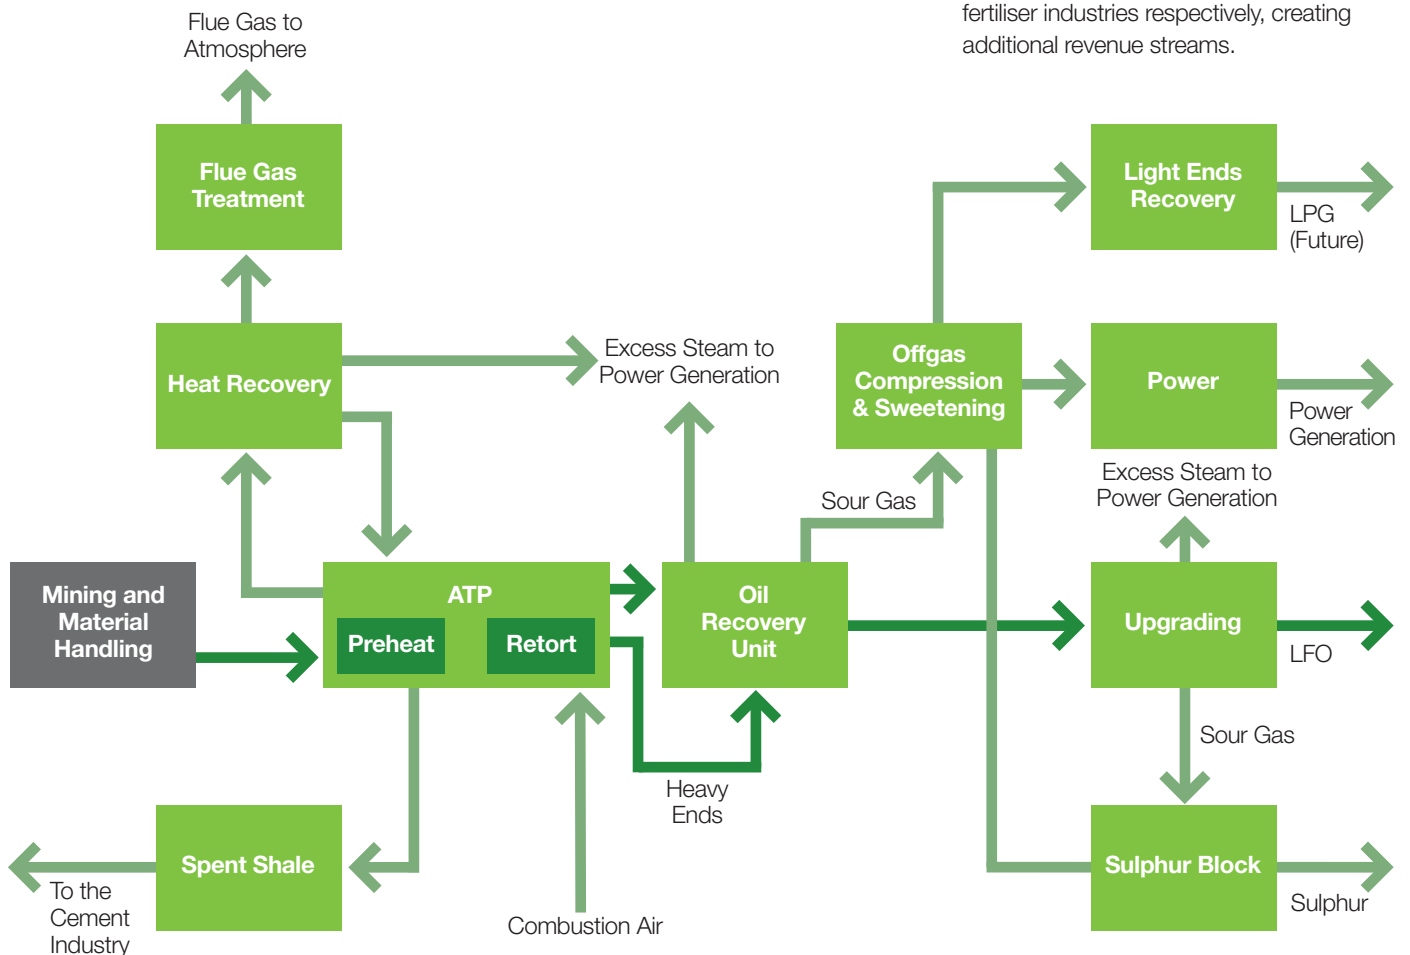 fertiliser industries respectively, creating
additional revenue streams.
Flue Gas to
Atmosphere
Flue Gas
Treatment
Light Ends
Recovery
LPG
(Future)
Heat Recovery
Excess Steam to
Power Generation
Offgas
Compression
& Sweetening
Power
Power
Generation
Excess Steam to
Power Generation
Sour Gas
Mining and
Material
Handling
ATP
Preheat
Retort
Oil
Recovery
Unit
Upgrading
LFO
Sour Gas
Heavy
Ends
Spent Shale
To the
Cement
Industry
Combustion Air
Sulphur Block
Sulphur